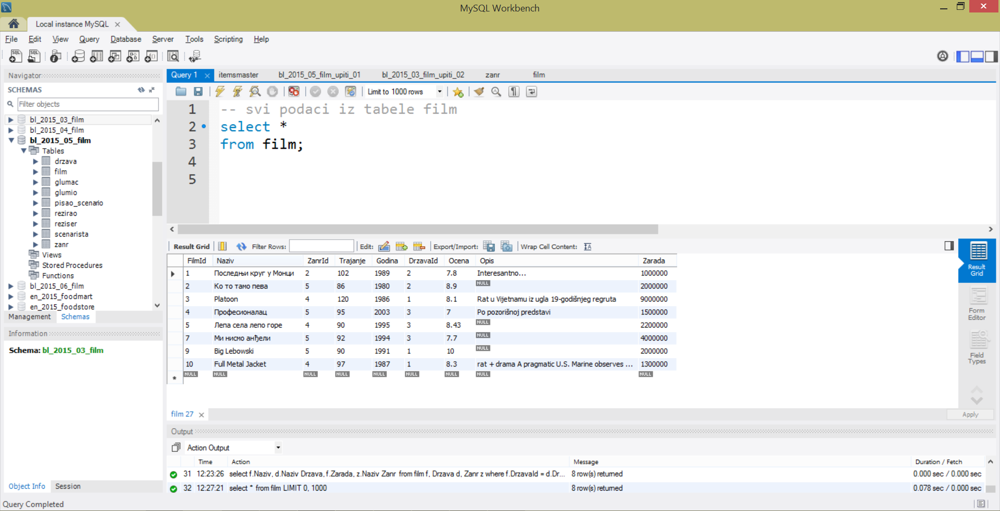 MySQL Workbench
Local instance MySQL
File Edit View Query Database Server Tools Scripting Help
Navigator
SCHEMAS
Filter objects
bl_2015_03_film
bl_2015_04_film
bl_2015_05_film
Tables
drzava
film
glumac
glumio
pisao_scenario
rezirao
reziser
scenarista
zanr
Views
Stored Procedures
Functions
bl_2015_06_film
en_2015_foodmart
en_2015_foodstore
Management Schemas
Information
Schema: bl_2015_03_film
Object Info Session
Query 1 itemsmaster bl_2015_05_film_upiti_01 bl_2015_03_film_upiti_02 zanr film
Limit to 1000 rows
1 -- svi podaci iz tabele film
2 select *
3 from film;
4
5
Result Grid Filter Rows: Edit: Export/Import: Wrap Cell Content:
FilmId Naziv ZanrId Trajanje Godina DrzavaId Ocena Opis Zarada
1 Последњи круг у Монци 2 102 1989 2 7.8 Interesantno... 1000000
2 Ко то тамо пева 5 86 1980 2 8.9 NULL 2000000
3 Platoon 4 120 1986 1 8.1 Rat u Vijetnamu iz ugla 19-godišnjeg regruta 9000000
4 Професионалац 5 95 2003 3 7 Po pozorišnoj predstavi 1500000
5 Лепа села лепо горе 4 90 1995 3 8.43 NULL 2200000
7 Ми нисмо анђели 5 92 1994 3 7.7 NULL 4000000
9 Big Lebowski 5 90 1991 1 10 NULL 2000000
10 Full Metal Jacket 4 97 1987 1 8.3 rat + drama A pragmatic U.S. Marine observes ... 1300000
* NULL NULL NULL NULL NULL NULL NULL NULL NULL
Result
Grid
Form
Editor
Field
Types
film 27
Apply
Output
Action Output
Time Action Message Duration / Fetch
31 12:23:26 select f.Naziv, d.Naziv Drzava, f.Zarada, z.Naziv Zanr from film f, Drzava d, Zanr z where f.DrzavaId = d.Dr... 8 row(s) returned 0.000 sec / 0.000 sec
32 12:27:21 select * from film LIMIT 0, 1000 8 row(s) returned 0.078 sec / 0.000 sec
Query Completed